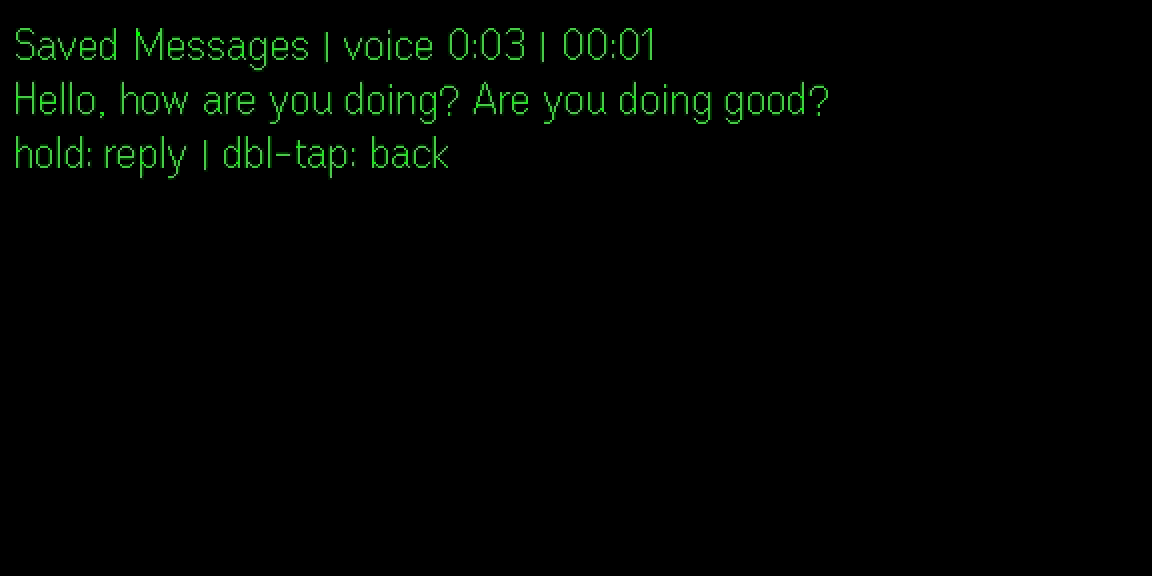 Saved Messages | voice 0:03 | 00:01
Hello, how are you doing? Are you doing good?
hold: reply | dbl-tap: back